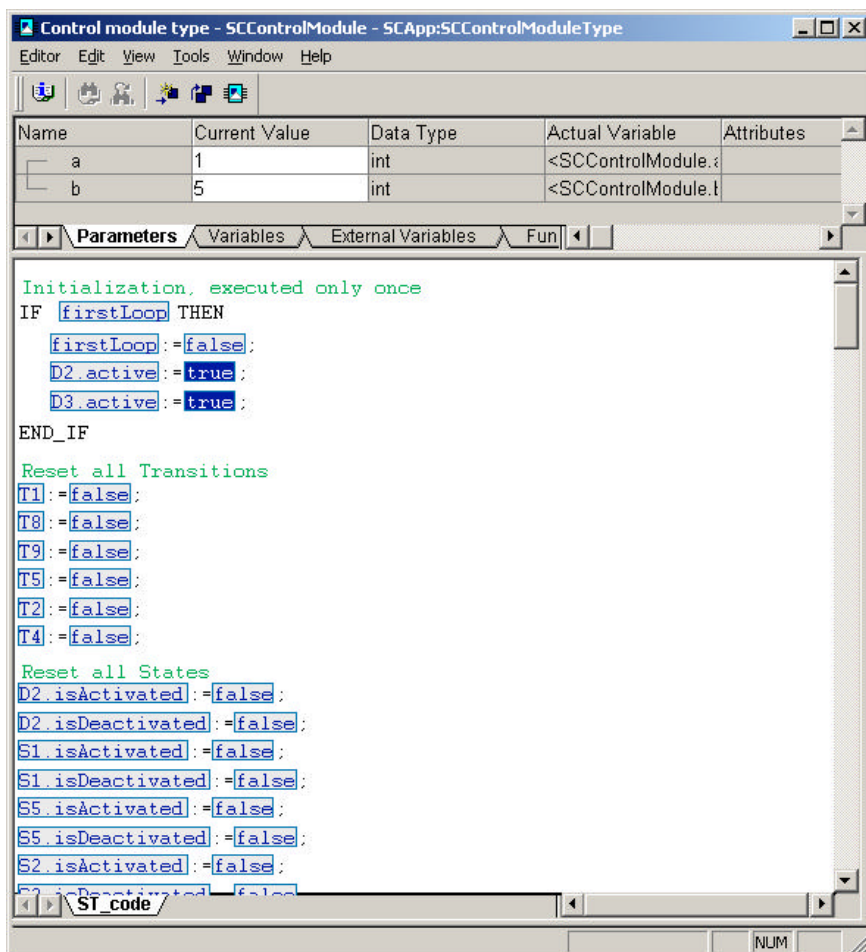 Control module type - SCControlModule - SCApp:SCControlModuleType
Editor Edit View Tools Window Help
Name Current Value Data Type Actual Variable Attributes
a 1 int <SCControlModule.a
b 5 int <SCControlModule.b
Parameters Variables External Variables Fun
Initialization, executed only once
IF firstLoop THEN
firstLoop:=false;
D2.active:=true;
D3.active:=true;
END_IF
Reset all Transitions
T1:=false;
T8:=false;
T9:=false;
T5:=false;
T2:=false;
T4:=false;
Reset all States
D2.isActivated:=false;
D2.isDeactivated:=false;
S1.isActivated:=false;
S1.isDeactivated:=false;
S5.isActivated:=false;
S5.isDeactivated:=false;
S2.isActivated:=false;
S2.isDeactivated:=false
ST_code
NUM